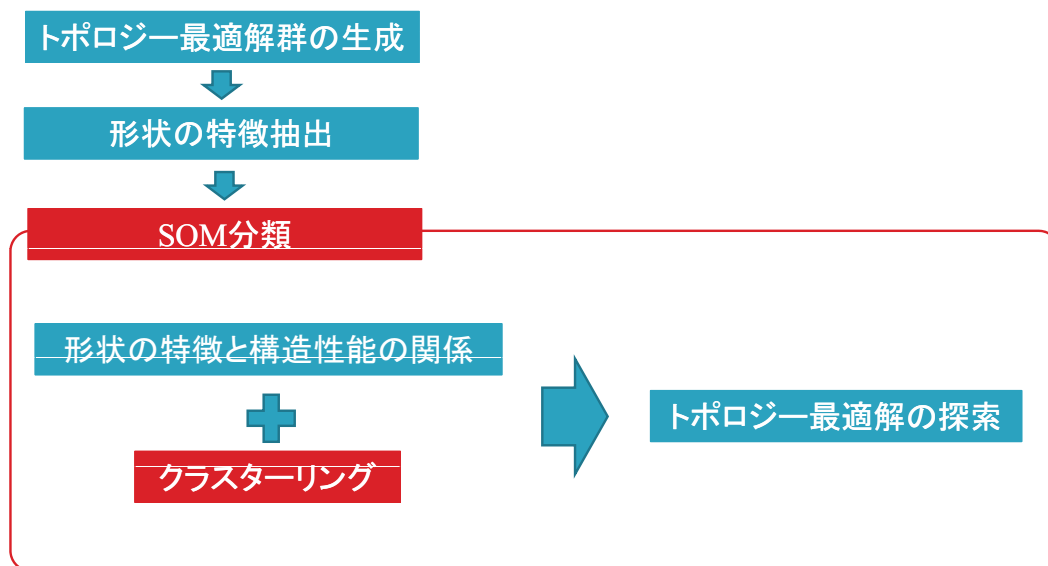 トポロジー最適解群の生成
形状の特徴抽出
SOM分類
形状の特徴と構造性能の関係
クラスターリング
トポロジー最適解の探索